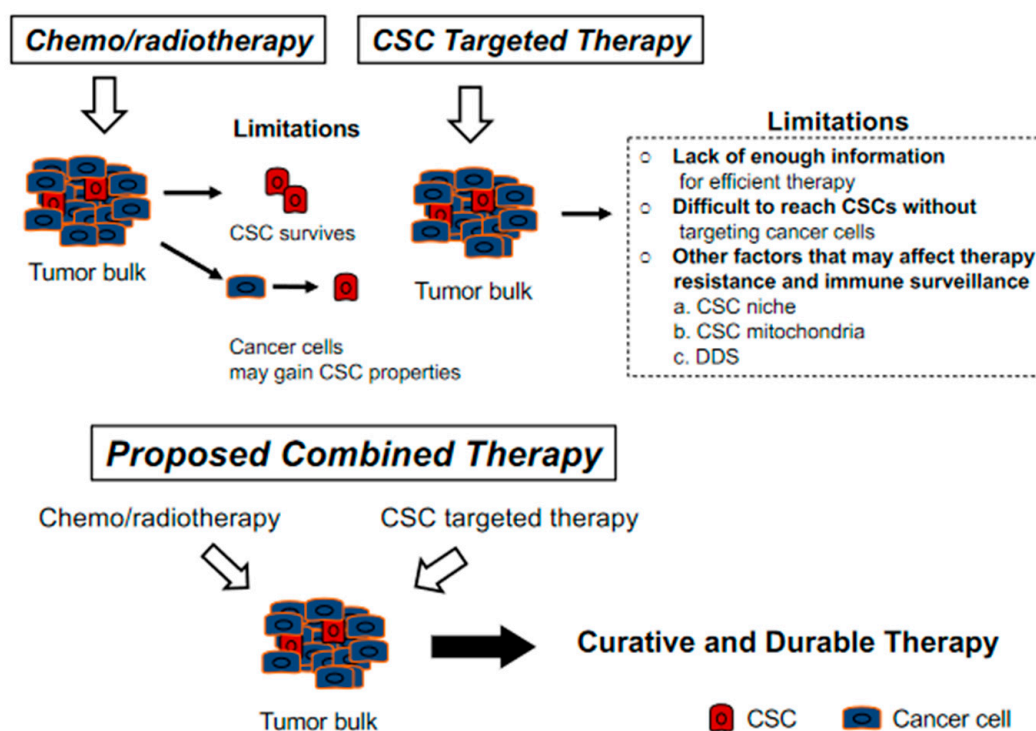 Chemo/radiotherapy
Limitations
CSC survives
Tumor bulk
Cancer cells
may gain CSC properties
CSC Targeted Therapy
Tumor bulk
Limitations
○ Lack of enough information
for efficient therapy
○ Difficult to reach CSCs without
targeting cancer cells
○ Other factors that may affect therapy
resistance and immune surveillance
a. CSC niche
b. CSC mitochondria
c. DDS
Proposed Combined Therapy
Chemo/radiotherapy
CSC targeted therapy
Tumor bulk
Curative and Durable Therapy
CSC
Cancer cell